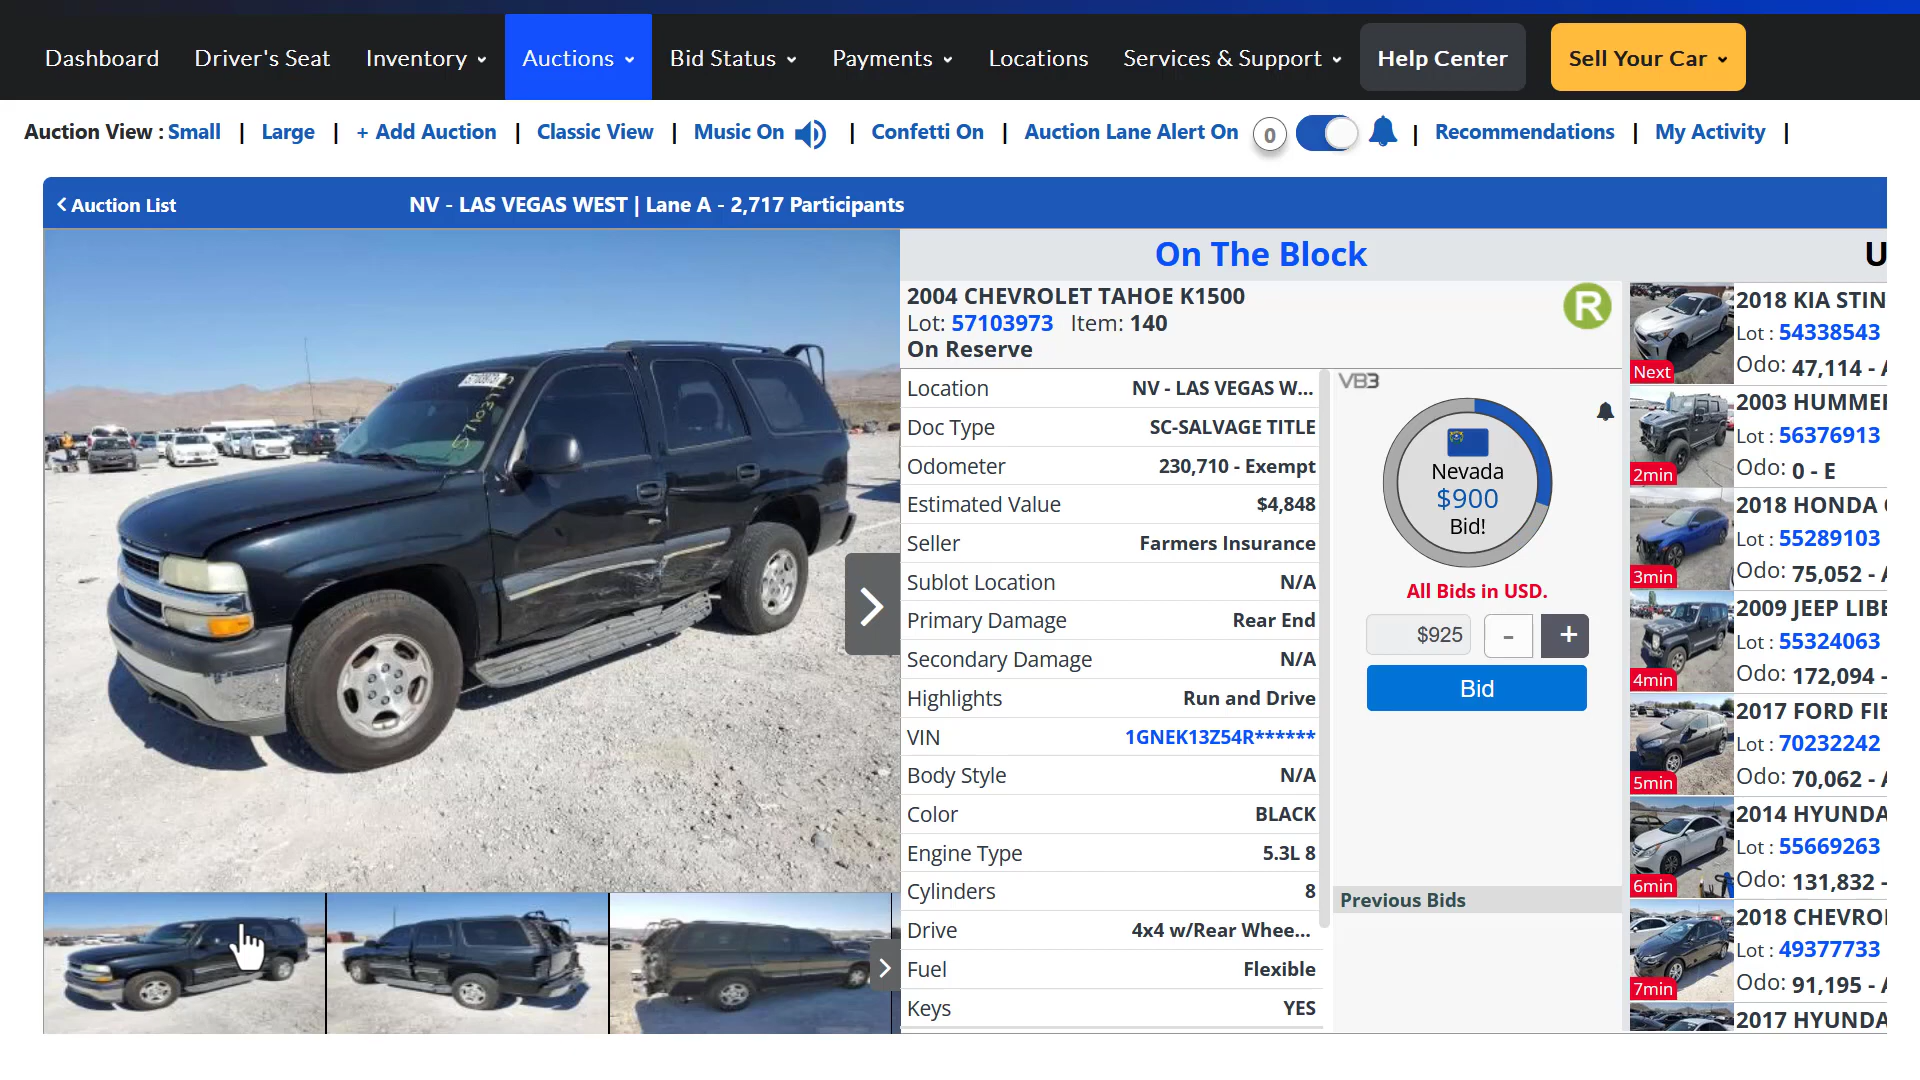 Dashboard Driver's Seat Inventory Auctions Bid Status Payments Locations Services & Support Help Center Sell Your Car
Auction View : Small | Large | + Add Auction | Classic View | Music On | Confetti On | Auction Lane Alert On 0 | Recommendations | My Activity |
Auction List
NV - LAS VEGAS WEST | Lane A - 2,717 Participants
On The Block
2004 CHEVROLET TAHOE K1500
R
Lot: 57103973 Item: 140
On Reserve
Location NV - LAS VEGAS W...
Doc Type SC-SALVAGE TITLE
Odometer 230,710 - Exempt
Estimated Value $4,848
Seller Farmers Insurance
Sublot Location N/A
Primary Damage Rear End
Secondary Damage N/A
Highlights Run and Drive
VIN 1GNEK13Z54R******
Body Style N/A
Color BLACK
Engine Type 5.3L 8
Cylinders 8
Drive 4x4 w/Rear Whee...
Fuel Flexible
Keys YES
VB3
Nevada
$900
Bid!
All Bids in USD.
$925 - +
Bid
Previous Bids
U
2018 KIA STIN
Lot : 54338543
Odo: 47,114 - A
Next
2003 HUMMER
Lot : 56376913
Odo: 0 - E
2min
2018 HONDA
Lot : 55289103
Odo: 75,052 - A
3min
2009 JEEP LIBE
Lot : 55324063
Odo: 172,094 -
4min
2017 FORD FIE
Lot : 70232242
Odo: 70,062 - A
5min
2014 HYUNDA
Lot : 55669263
Odo: 131,832 -
6min
2018 CHEVROL
Lot : 49377733
Odo: 91,195 - A
7min
2017 HYUNDA